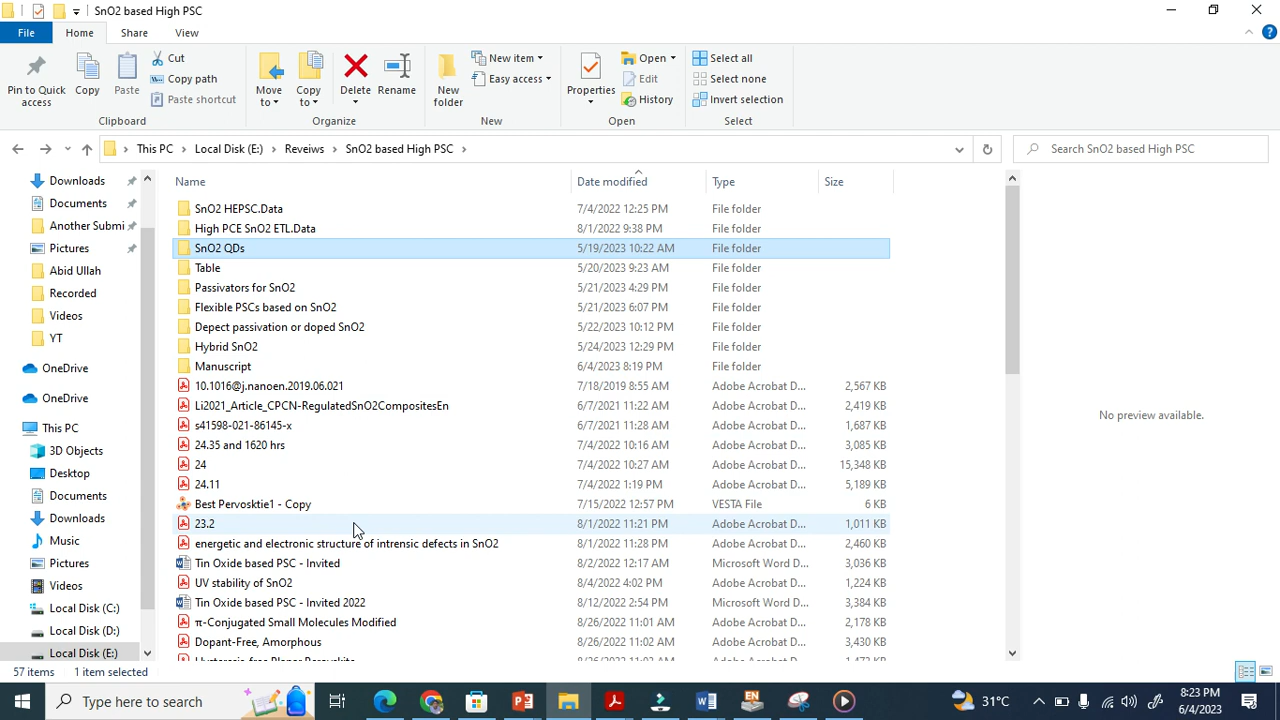 SnO2 based High PSC
File
Home
Share
View
Pin to Quick access
Copy
Paste
Cut
Copy path
Paste shortcut
Clipboard
Move to
Copy to
Delete
Rename
Organize
New folder
New item
Easy access
New
Properties
Open
Edit
History
Open
Select all
Select none
Invert selection
Select
This PC > Local Disk (E:) > Reveiws > SnO2 based High PSC >
Search SnO2 based High PSC
Downloads
Documents
Another Submi
Pictures
Abid Ullah
Recorded
Videos
YT
OneDrive
OneDrive
This PC
3D Objects
Desktop
Documents
Downloads
Music
Pictures
Videos
Local Disk (C:)
Local Disk (D:)
Local Disk (E:)
Name Date modified Type Size
SnO2 HEPSC.Data 7/4/2022 12:25 PM File folder
High PCE SnO2 ETL.Data 8/1/2022 9:38 PM File folder
SnO2 QDs 5/19/2023 10:22 AM File folder
Table 5/20/2023 9:23 AM File folder
Passivators for SnO2 5/21/2023 4:29 PM File folder
Flexible PSCs based on SnO2 5/21/2023 6:07 PM File folder
Depect passivation or doped SnO2 5/22/2023 10:12 PM File folder
Hybrid SnO2 5/24/2023 12:29 PM File folder
Manuscript 6/4/2023 8:19 PM File folder
10.1016@j.nanoen.2019.06.021 7/18/2019 8:55 AM Adobe Acrobat D... 2,567 KB
Li2021_Article_CPCN-RegulatedSnO2CompositesEn 6/7/2021 11:22 AM Adobe Acrobat D... 2,419 KB
s41598-021-86145-x 6/7/2021 11:28 AM Adobe Acrobat D... 1,687 KB
24.35 and 1620 hrs 7/4/2022 10:16 AM Adobe Acrobat D... 3,085 KB
24 7/4/2022 10:27 AM Adobe Acrobat D... 15,348 KB
24.11 7/4/2022 1:19 PM Adobe Acrobat D... 5,189 KB
Best Pervosktie1 - Copy 7/15/2022 12:57 PM VESTA File 6 KB
23.2 8/1/2022 11:21 PM Adobe Acrobat D... 1,011 KB
energetic and electronic structure of intrensic defects in SnO2 8/1/2022 11:28 PM Adobe Acrobat D... 2,460 KB
Tin Oxide based PSC - Invited 8/2/2022 12:17 AM Microsoft Word D... 3,036 KB
UV stability of SnO2 8/4/2022 4:02 PM Adobe Acrobat D... 1,224 KB
Tin Oxide based PSC - Invited 2022 8/12/2022 2:54 PM Microsoft Word D... 3,384 KB
π-Conjugated Small Molecules Modified 8/26/2022 11:01 AM Adobe Acrobat D... 2,178 KB
Dopant-Free, Amorphous 8/26/2022 11:02 AM Adobe Acrobat D... 3,430 KB
No preview available.
57 items
1 item selected
Type here to search
EN
31°C
8:23 PM
6/4/2023